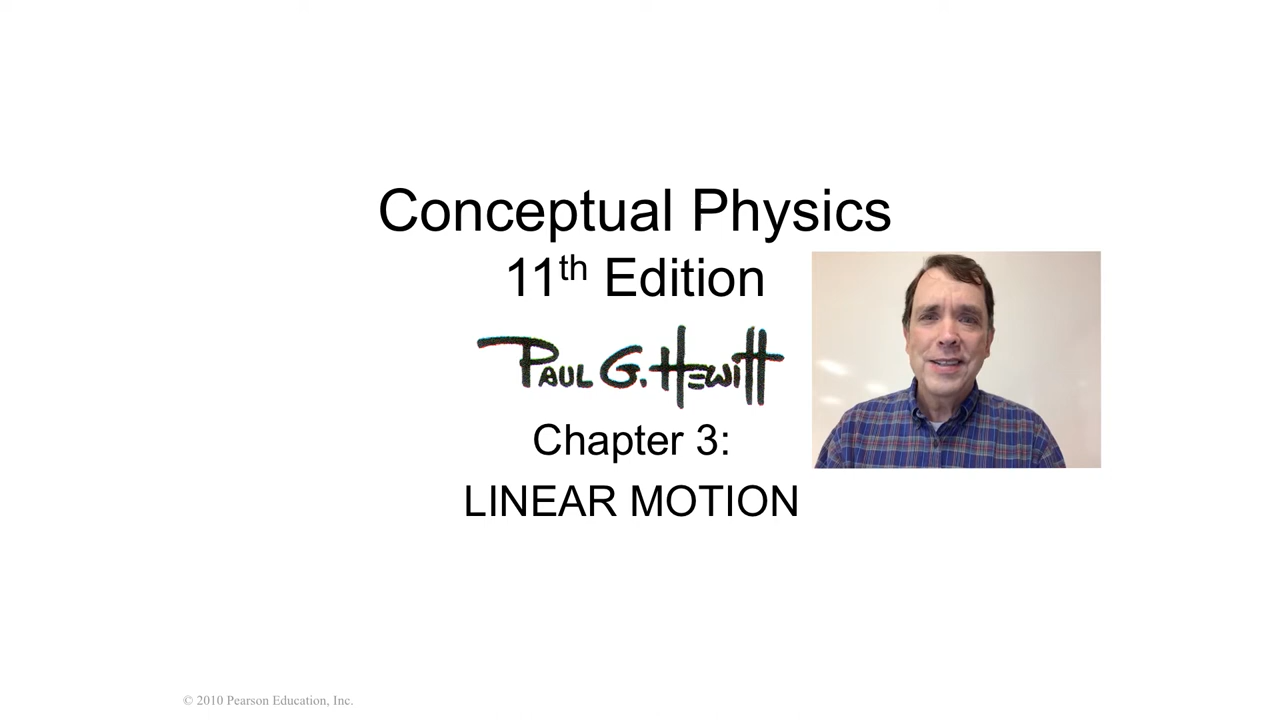 Conceptual Physics
11th Edition
PAUL G. HEWITT
Chapter 3:
LINEAR MOTION
© 2010 Pearson Education, Inc.